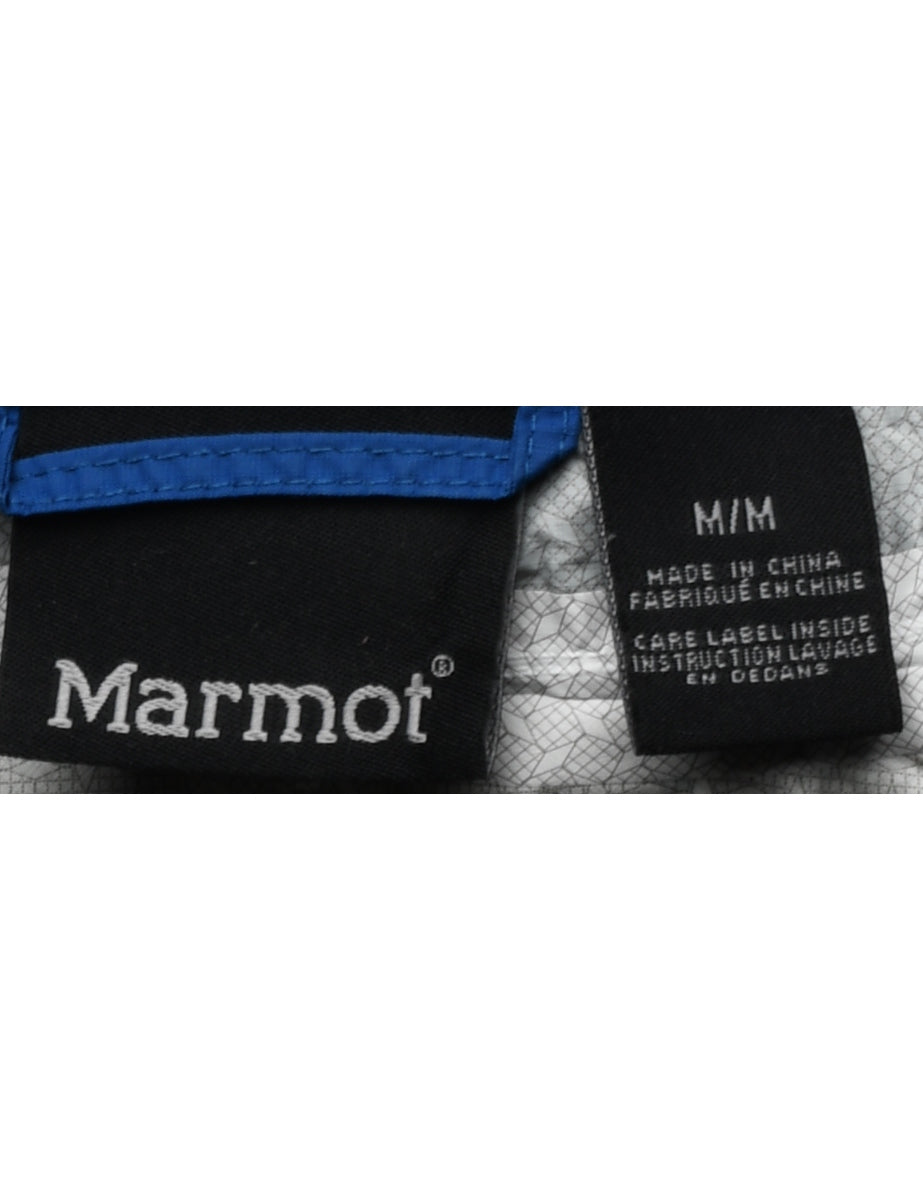 Marmot®
M/M
MADE IN CHINA
FABRIQUÉ EN CHINE
CARE LABEL INSIDE
INSTRUCTION LAVAGE
EN DEDANS